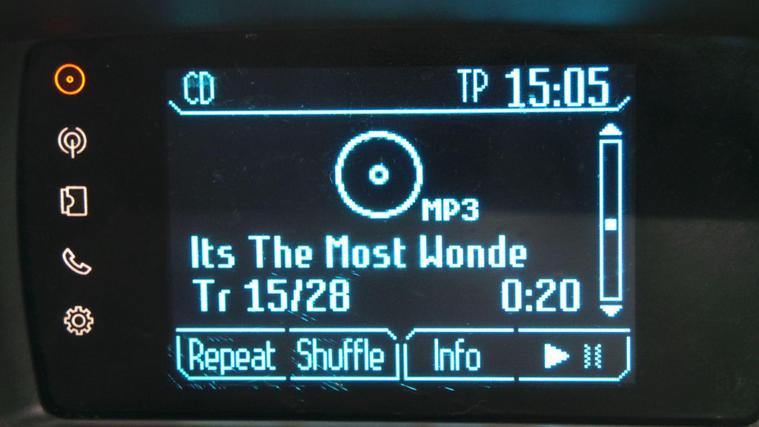 CD TP 15:05
MP3
Its The Most Wonde
Tr 15/28 0:20
Repeat Shuffle Info